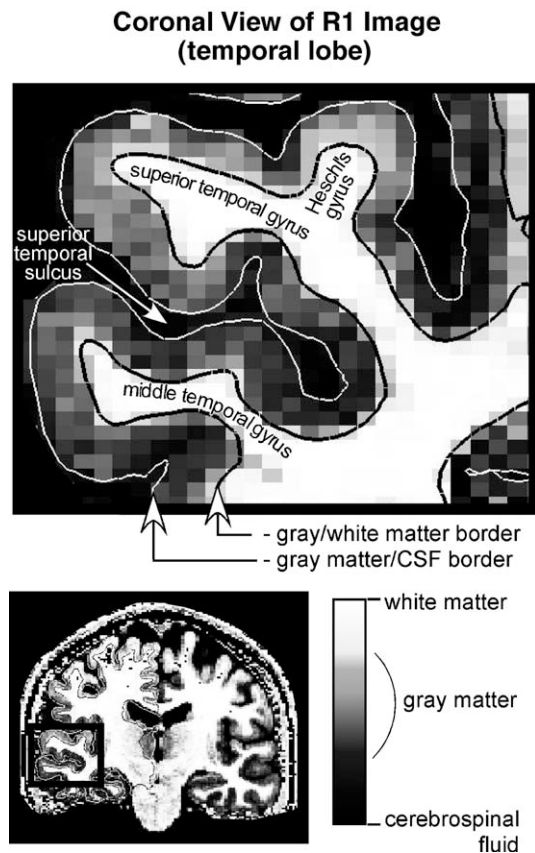 Coronal View of R1 Image
(temporal lobe)
superior temporal gyrus
Heschl's
gyrus
superior
temporal
sulcus
middle temporal gyrus
- gray/white matter border
- gray matter/CSF border
white matter
gray matter
cerebrospinal
fluid